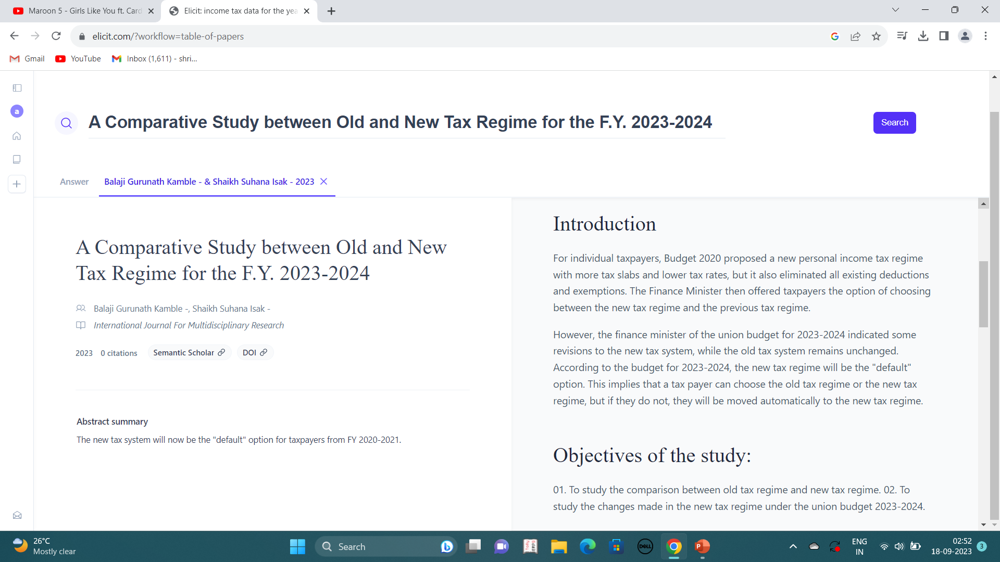 Maroon 5 - Girls Like You ft. Card
Elicit: income tax data for the yea
elicit.com/?workflow=table-of-papers
Gmail
YouTube
Inbox (1,611) - shri...
a
A Comparative Study between Old and New Tax Regime for the F.Y. 2023-2024
Search
Answer
Balaji Gurunath Kamble - & Shaikh Suhana Isak - 2023
A Comparative Study between Old and New
Tax Regime for the F.Y. 2023-2024
Balaji Gurunath Kamble -, Shaikh Suhana Isak -
International Journal For Multidisciplinary Research
2023 0 citations Semantic Scholar DOI
Abstract summary
The new tax system will now be the "default" option for taxpayers from FY 2020-2021.
Introduction
For individual taxpayers, Budget 2020 proposed a new personal income tax regime
with more tax slabs and lower tax rates, but it also eliminated all existing deductions
and exemptions. The Finance Minister then offered taxpayers the option of choosing
between the new tax regime and the previous tax regime.
However, the finance minister of the union budget for 2023-2024 indicated some
revisions to the new tax system, while the old tax system remains unchanged.
According to the budget for 2023-2024, the new tax regime will be the "default"
option. This implies that a tax payer can choose the old tax regime or the new tax
regime, but if they do not, they will be moved automatically to the new tax regime.
Objectives of the study:
01. To study the comparison between old tax regime and new tax regime. 02. To
study the changes made in the new tax regime under the union budget 2023-2024.
26°C
Mostly clear
Search
Tally
ERP9
DELL
P
ENG
IN
02:52
18-09-2023
3